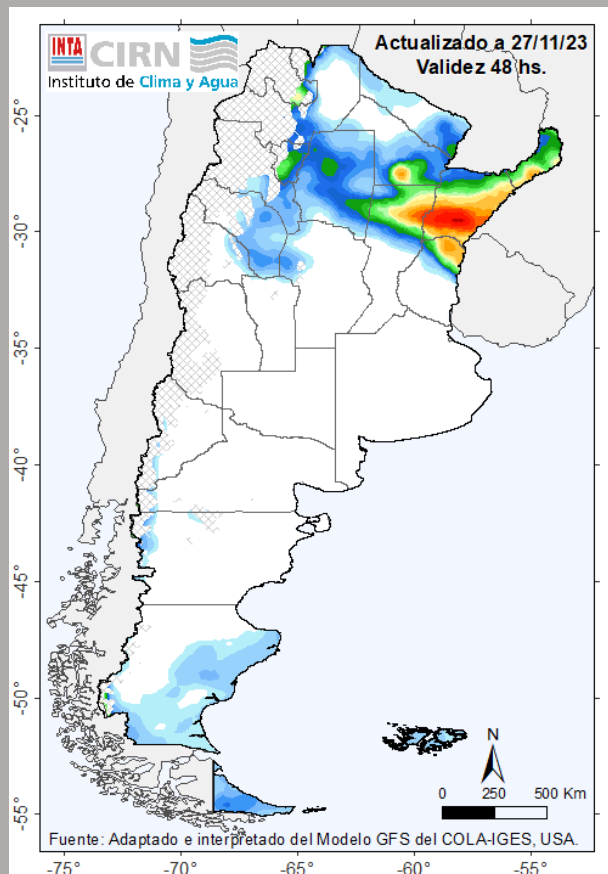 INTA CIRN
Instituto de Clima y Agua
Actualizado a 27/11/23
Validez 48 hs.
-25°
-30°
-35°
-40°
-45°
-50°
-55°
N
0 250 500 Km
Fuente: Adaptado e interpretado del Modelo GFS del COLA-IGES, USA.
-75° -70° -65° -60° -55°